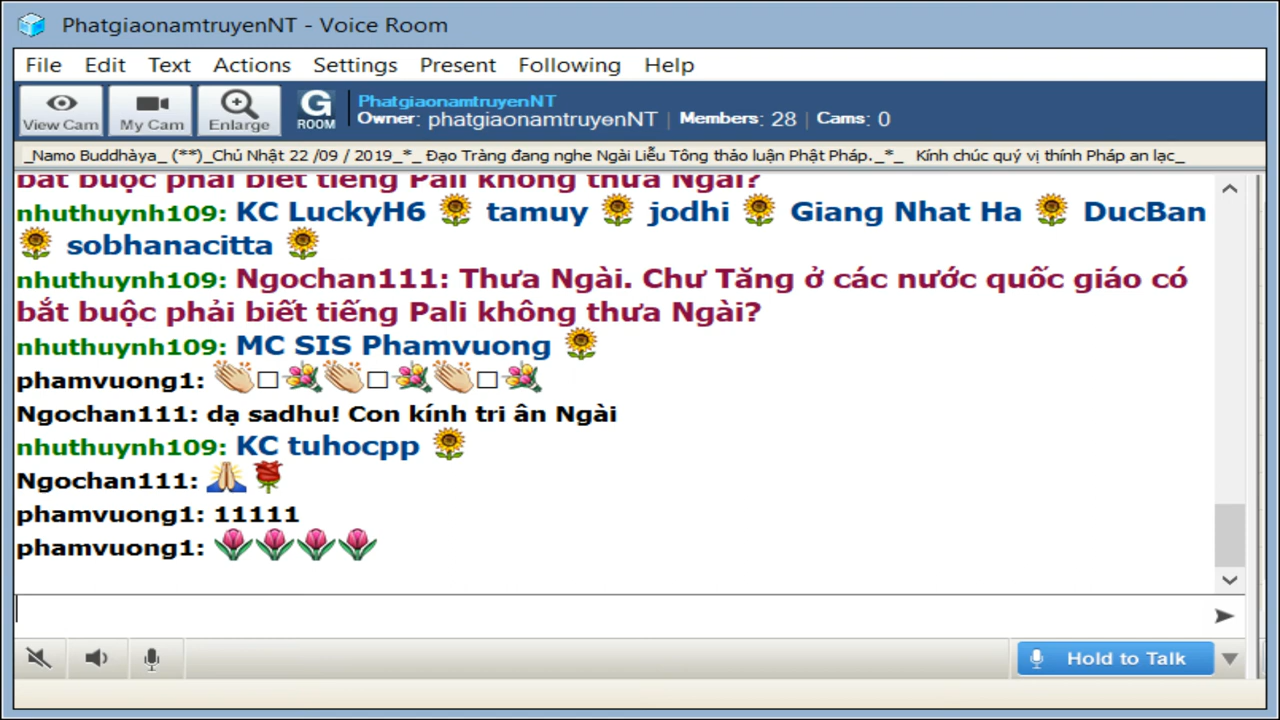 PhatgiaonamtruyenNT - Voice Room
File Edit Text Actions Settings Present Following Help
View Cam My Cam Enlarge G ROOM PhatgiaonamtruyenNT
Owner: phatgiaonamtruyenNT | Members: 28 | Cams: 0
_Namo Buddhàya_ (**)_Chủ Nhật 22 /09 / 2019_*_ Đạo Tràng đang nghe Ngài Liễu Tông thảo luận Phật Pháp._*_ Kính chúc quý vị thính Pháp an lạc_
bắt buộc phải biết tiếng Pali không thưa Ngài?
nhuthuynh109: KC LuckyH6 🌻 tamuy 🌻 jodhi 🌻 Giang Nhat Ha 🌻 DucBan
🌻 sobhanacitta 🌻
nhuthuynh109: Ngochan111: Thưa Ngài. Chư Tăng ở các nước quốc giáo có
bắt buộc phải biết tiếng Pali không thưa Ngài?
nhuthuynh109: MC SIS Phamvuong 🌻
phamvuong1: 👏🏼□💐👏🏼□💐👏🏼□💐
Ngochan111: dạ sadhu! Con kính tri ân Ngài
nhuthuynh109: KC tuhocpp 🌻
Ngochan111: 🙏🏼🌹
phamvuong1: 11111
phamvuong1: 🌷🌷🌷🌷
Hold to Talk